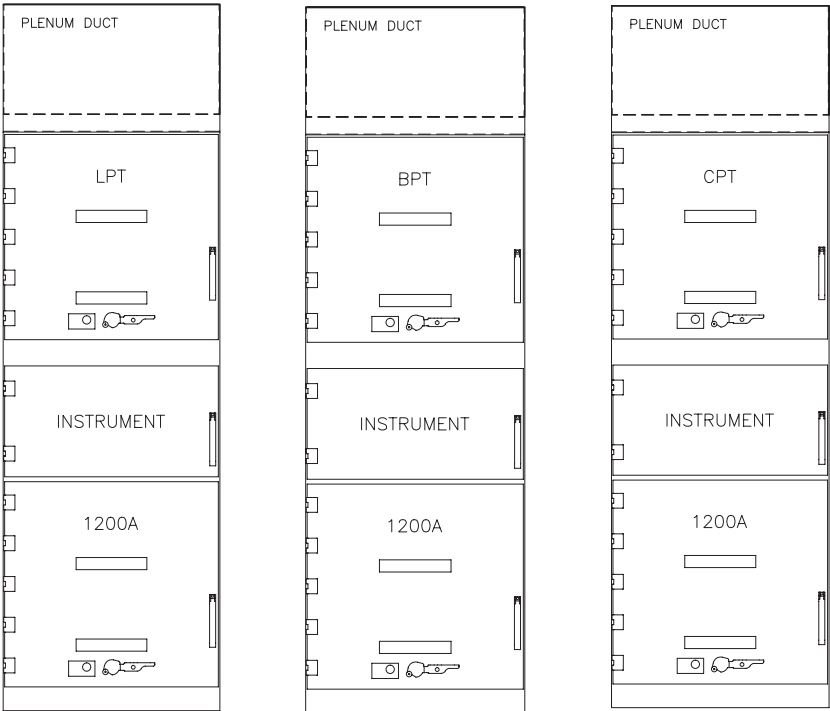 PLENUM DUCT
LPT
INSTRUMENT
1200A
PLENUM DUCT
BPT
INSTRUMENT
1200A
PLENUM DUCT
CPT
INSTRUMENT
1200A